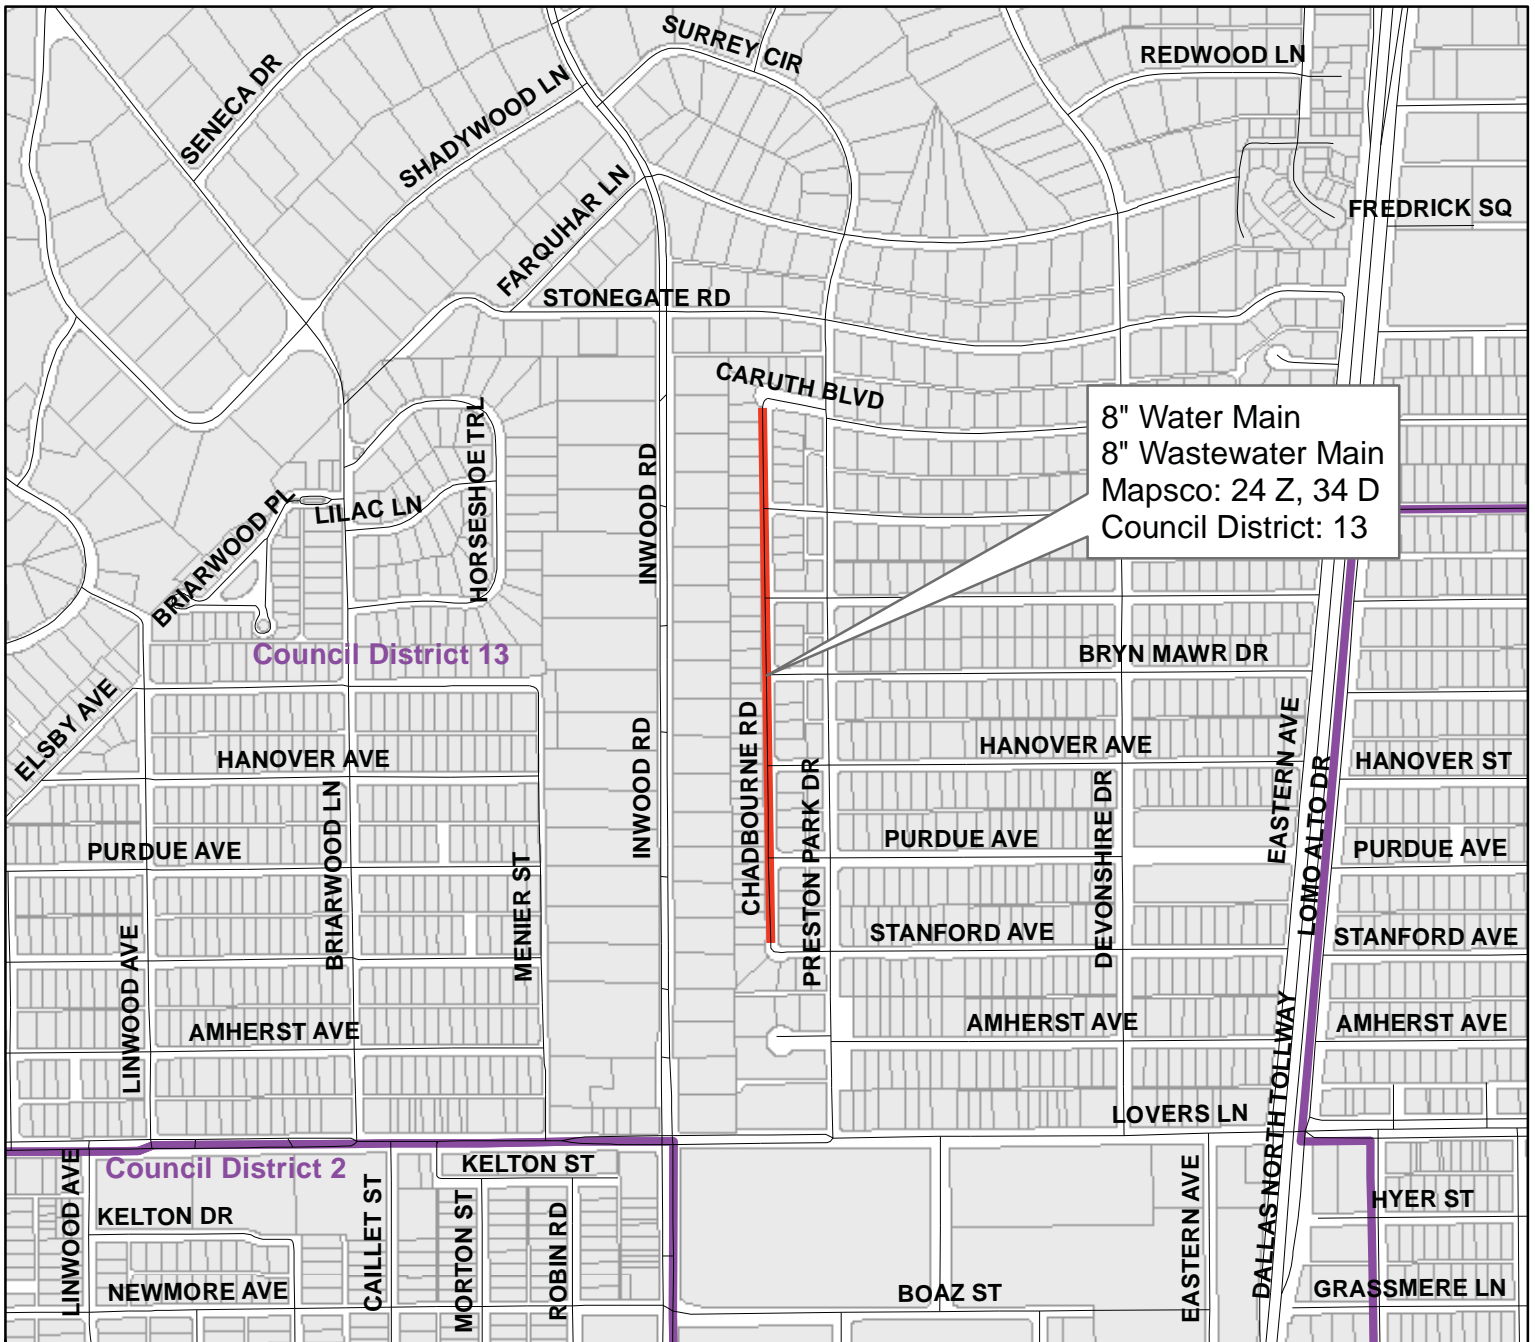 SURREY CIR
REDWOOD LN
SENECA DR
SHADYWOOD LN
FARQUHAR LN
FREDRICK SQ
STONEGATE RD
CARUTH BLVD
8" Water Main
8" Wastewater Main
Mapsco: 24 Z, 34 D
Council District: 13
HORSESHOE TRL
INWOOD RD
LILAC LN
BRIARWOOD PL
Council District 13
BRYN MAWR DR
ELSBY AVE
HANOVER AVE
INWOOD RD
CHADBOURNE RD
HANOVER AVE
EASTERN AVE
HANOVER ST
BRIARWOOD LN
PRESTON PARK DR
DEVONSHIRE DR
LOMO ALTO DR
PURDUE AVE
PURDUE AVE
PURDUE AVE
MENIER ST
STANFORD AVE
STANFORD AVE
LINWOOD AVE
AMHERST AVE
AMHERST AVE
AMHERST AVE
DALLAS NORTH TOLLWAY
LOVERS LN
Council District 2
KELTON ST
LINWOOD AVE
CAILLET ST
MORTON ST
ROBIN RD
EASTERN AVE
HYER ST
KELTON DR
NEWMORE AVE
BOAZ ST
GRASSMERE LN